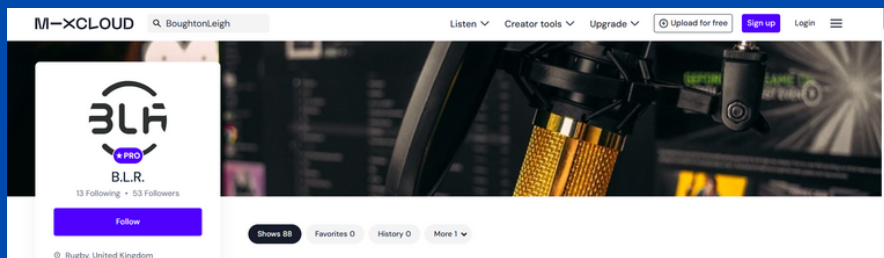 M–XCLOUD
BoughtonLeigh
Listen
Creator tools
Upgrade
Upload for free
Sign up
Login
BLR
★ PRO
B.L.R.
13 Following • 53 Followers
Follow
Shows 88
Favorites 0
History 0
More 1
Rugby, United Kingdom